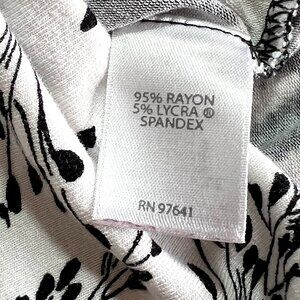 95% RAYON
5% LYCRA ®
SPANDEX
RN 97641